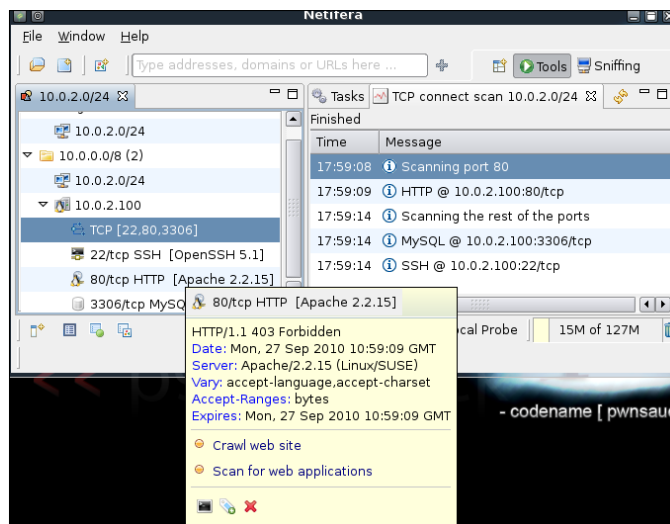 Netifera
File Window Help
Type addresses, domains or URLs here ...
Tools
Sniffing
10.0.2.0/24
10.0.2.0/24
10.0.0.0/8 (2)
10.0.2.0/24
10.0.2.100
TCP [22,80,3306]
22/tcp SSH [OpenSSH 5.1]
80/tcp HTTP [Apache 2.2.15]
3306/tcp MySQ
Tasks
TCP connect scan 10.0.2.0/24
Finished
Time Message
17:59:08 Scanning port 80
17:59:09 HTTP @ 10.0.2.100:80/tcp
17:59:14 Scanning the rest of the ports
17:59:14 MySQL @ 10.0.2.100:3306/tcp
17:59:14 SSH @ 10.0.2.100:22/tcp
cal Probe
15M of 127M
80/tcp HTTP [Apache 2.2.15]
HTTP/1.1 403 Forbidden
Date: Mon, 27 Sep 2010 10:59:09 GMT
Server: Apache/2.2.15 (Linux/SUSE)
Vary: accept-language,accept-charset
Accept-Ranges: bytes
Expires: Mon, 27 Sep 2010 10:59:09 GMT
Crawl web site
Scan for web applications
<<
- codename [ pwnsauc